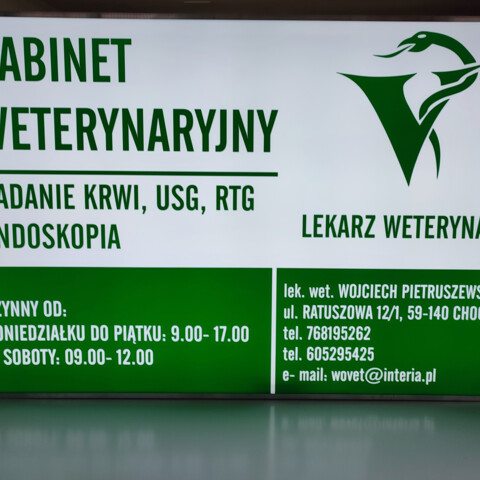 ABINET
WETERYNARYJNY
ADANIE KRWI, USG, RTG
NDOSKOPIA
LEKARZ WETERYNA
ZYNNY OD:
ONIEDZIAŁKU DO PIĄTKU: 9.00- 17.00
SOBOTY: 09.00- 12.00
lek. wet. WOJCIECH PIETRUSZEWS
ul. RATUSZOWA 12/1, 59-140 CHOC
tel. 768195262
tel. 605295425
e- mail: wovet@interia.pl